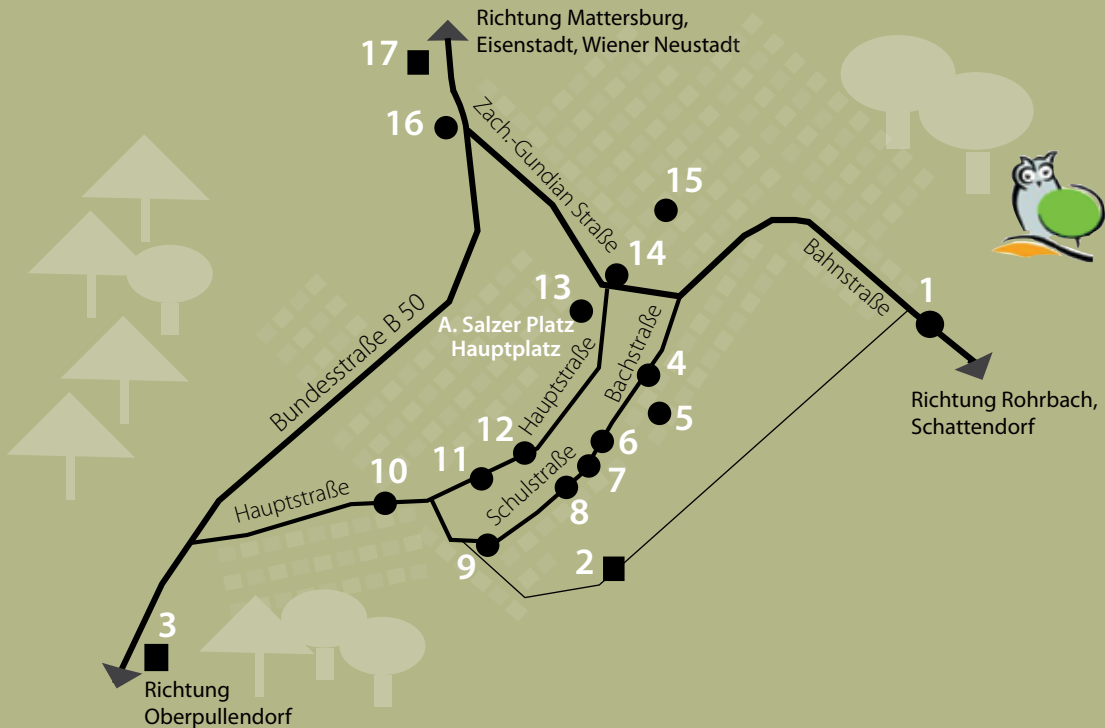 Richtung Mattersburg,
Eisenstadt, Wiener Neustadt
17
16
Zach.-Gundian Straße
15
14
Bahnstraße
1
13
A. Salzer Platz
Hauptplatz
Bundesstraße B 50
Hauptstraße
Bachstraße
4
Richtung Rohrbach,
Schattendorf
5
12
6
11
7
10
Schulstraße
8
Hauptstraße
9
2
3
Richtung
Oberpullendorf